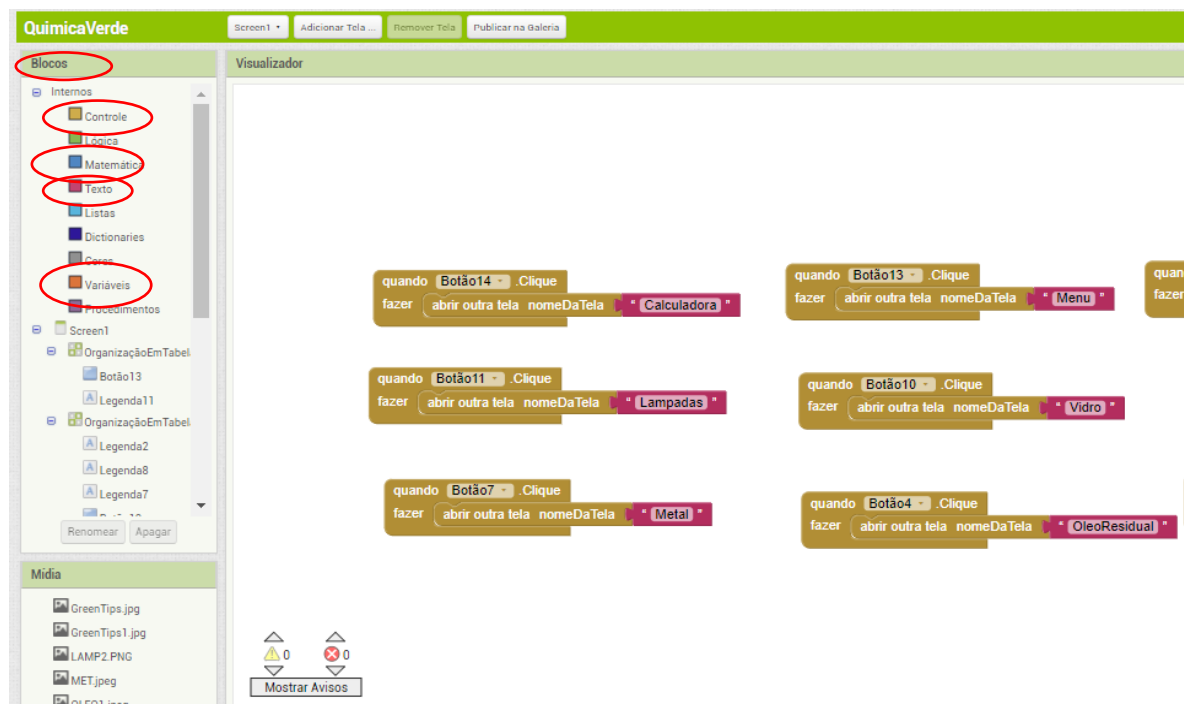 QuimicaVerde
Screen1
Adicionar Tela ...
Remover Tela
Publicar na Galeria
Blocos
Internos
Controle
Lógica
Matemática
Texto
Listas
Dictionaries
Cores
Variáveis
Procedimentos
Screen1
OrganizaçãoEmTabel
Botão13
Legenda11
OrganizaçãoEmTabel
Legenda2
Legenda8
Legenda7
Renomear Apagar
Mídia
GreenTips.jpg
GreenTips1.jpg
LAMP2.PNG
MET.jpeg
Visualizador
quando Botão14 .Clique
fazer abrir outra tela nomeDaTela " Calculadora "
quando Botão13 .Clique
fazer abrir outra tela nomeDaTela " Menu "
quan
fazer
quando Botão11 .Clique
fazer abrir outra tela nomeDaTela " Lampadas "
quando Botão10 .Clique
fazer abrir outra tela nomeDaTela " Vidro "
quando Botão7 .Clique
fazer abrir outra tela nomeDaTela " Metal "
quando Botão4 .Clique
fazer abrir outra tela nomeDaTela " OleoResidual "
0 0
Mostrar Avisos